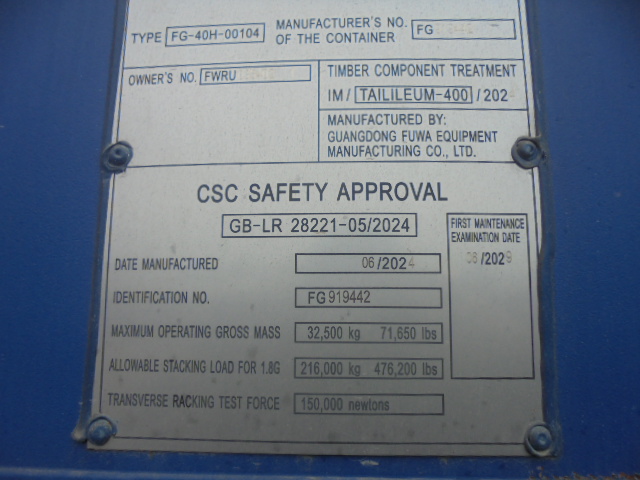 TYPE FG-40H-00104
MANUFACTURER'S NO. OF THE CONTAINER FG
OWNER'S NO. FWRU
TIMBER COMPONENT TREATMENT
IM / TAILILEUM-400 / 202
MANUFACTURED BY:
GUANGDONG FUWA EQUIPMENT
MANUFACTURING CO., LTD.
CSC SAFETY APPROVAL
GB-LR 28221-05/2024
FIRST MAINTENANCE
EXAMINATION DATE
06 /2029
DATE MANUFACTURED 06 /2024
IDENTIFICATION NO. FG 919442
MAXIMUM OPERATING GROSS MASS 32,500 kg 71,650 lbs
ALLOWABLE STACKING LOAD FOR 1.8G 216,000 kg 476,200 lbs
TRANSVERSE RACKING TEST FORCE 150,000 newtons